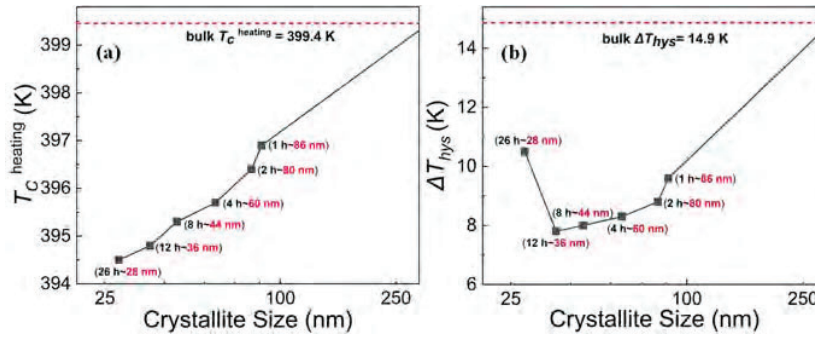 (a)
bulk Tc heating = 399.4 K
399
398
397
396
395
394
Tc heating (K)
(1 h~86 nm)
(2 h~80 nm)
(4 h~60 nm)
(8 h~44 nm)
(12 h~36 nm)
(26 h~28 nm)
25
100
250
Crystallite Size (nm)
(b)
bulk ΔThys= 14.9 K
14
12
10
8
6
ΔThys (K)
(26 h~28 nm)
(1 h~86 nm)
(8 h~44 nm)
(2 h~80 nm)
(4 h~60 nm)
(12 h~36 nm)
25
100
250
Crystallite Size (nm)